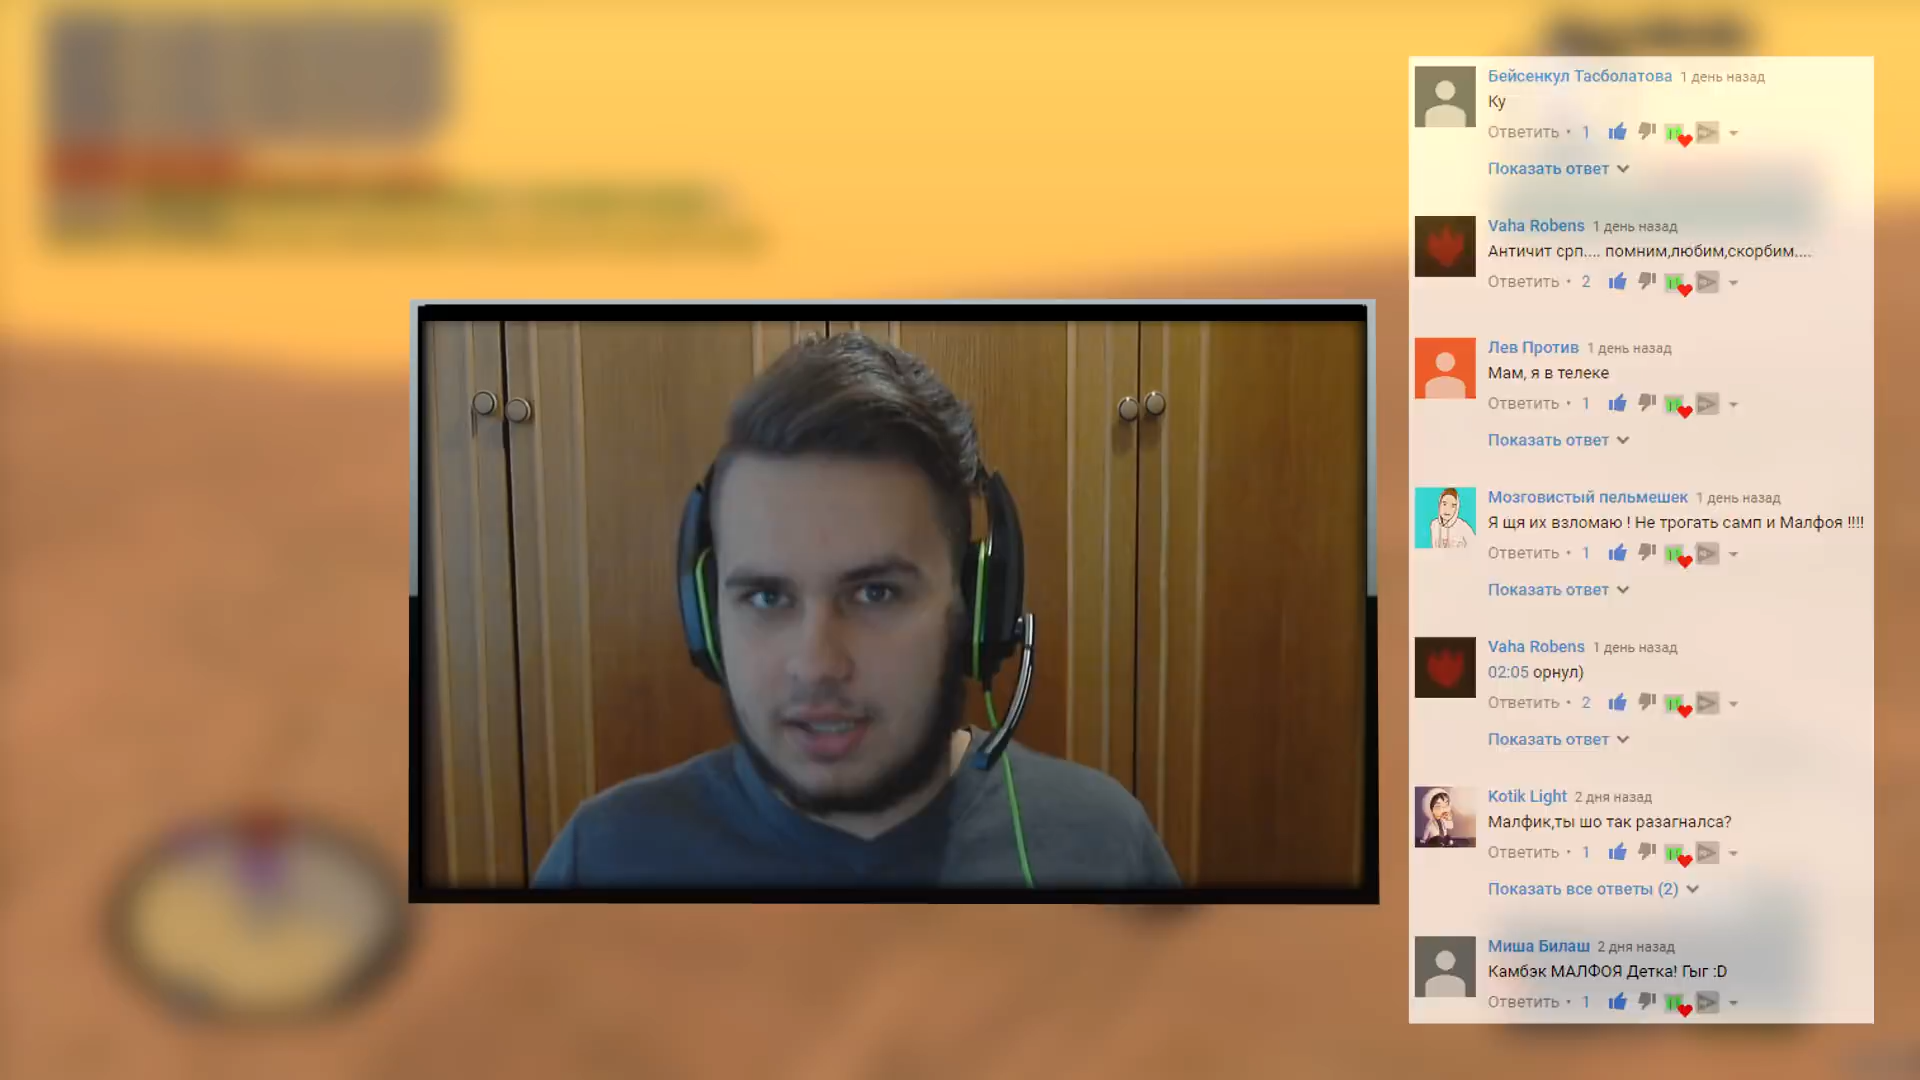 Бейсенкул Тасболатова 1 день назад
Ку
Ответить • 1
Показать ответ
Vaha Robens 1 день назад
Античит срп.... помним,любим,скорбим....
Ответить • 2
Лев Против 1 день назад
Мам, я в телеке
Ответить • 1
Показать ответ
Мозговистый пельмешек 1 день назад
Я щя их взломаю ! Не трогать самп и Малфоя !!!!
Ответить • 1
Показать ответ
Vaha Robens 1 день назад
02:05 орнул)
Ответить • 2
Показать ответ
Kotik Light 2 дня назад
Малфик,ты шо так разагналса?
Ответить • 1
Показать все ответы (2)
Миша Билаш 2 дня назад
Камбэк МАЛФОЯ Детка! Гыг :D
Ответить • 1